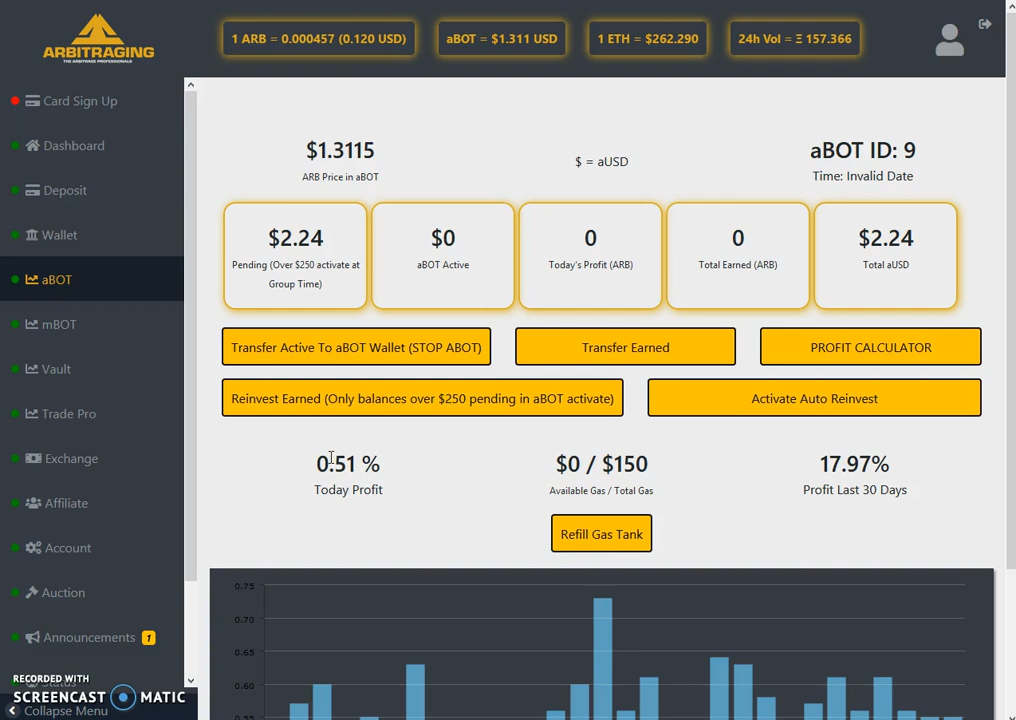 ARBITRAGING
THE ARBITRAGE PROFESSIONALS
1 ARB = 0.000457 (0.120 USD)
aBOT = $1.311 USD
1 ETH = $262.290
24h Vol = Ξ 157.366
Card Sign Up
Dashboard
Deposit
Wallet
aBOT
mBOT
Vault
Trade Pro
Exchange
Affiliate
Account
Auction
Announcements 1
Status
Collapse Menu
RECORDED WITH
SCREENCAST MATIC
$1.3115
ARB Price in aBOT
$ = aUSD
aBOT ID: 9
Time: Invalid Date
$2.24
Pending (Over $250 activate at
Group Time)
$0
aBOT Active
0
Today's Profit (ARB)
0
Total Earned (ARB)
$2.24
Total aUSD
Transfer Active To aBOT Wallet (STOP ABOT)
Transfer Earned
PROFIT CALCULATOR
Reinvest Earned (Only balances over $250 pending in aBOT activate)
Activate Auto Reinvest
0.51 %
Today Profit
$0 / $150
Available Gas / Total Gas
17.97%
Profit Last 30 Days
Refill Gas Tank
0.75
0.70
0.65
0.60
0.55